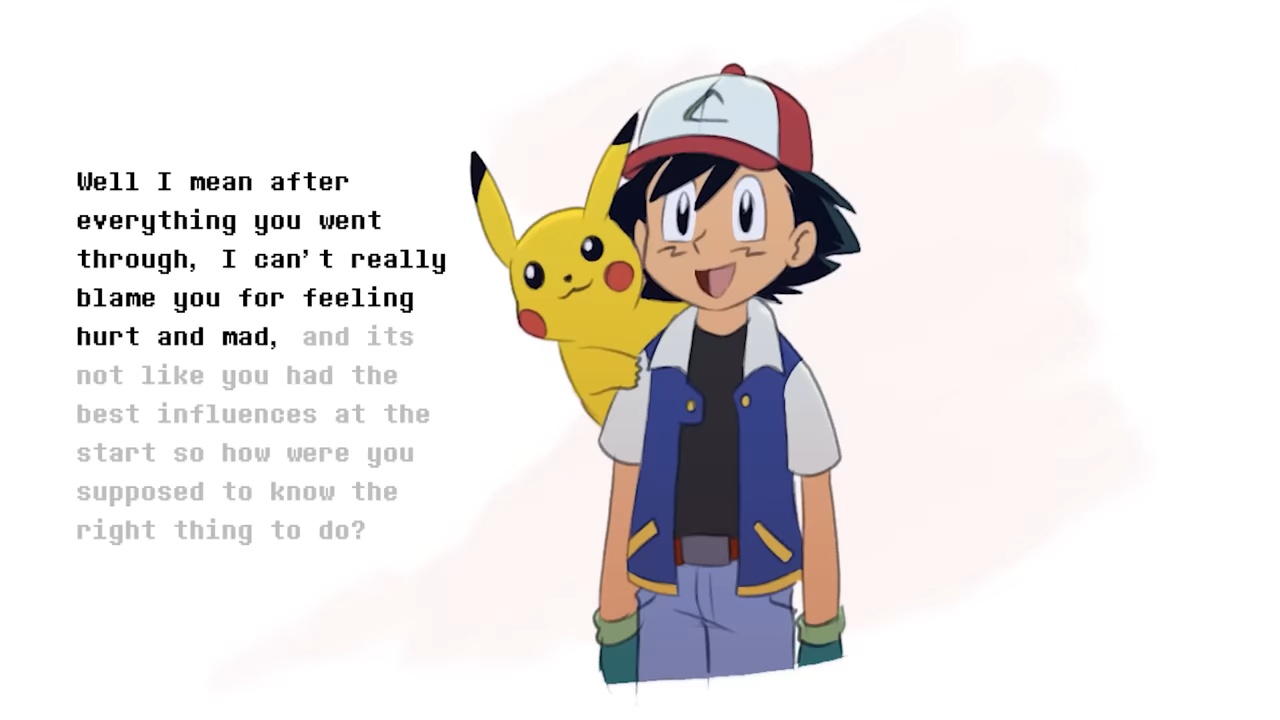 Well I mean after
everything you went
through, I can't really
blame you for feeling
hurt and mad, and its
not like you had the
best influences at the
start so how were you
supposed to know the
right thing to do?